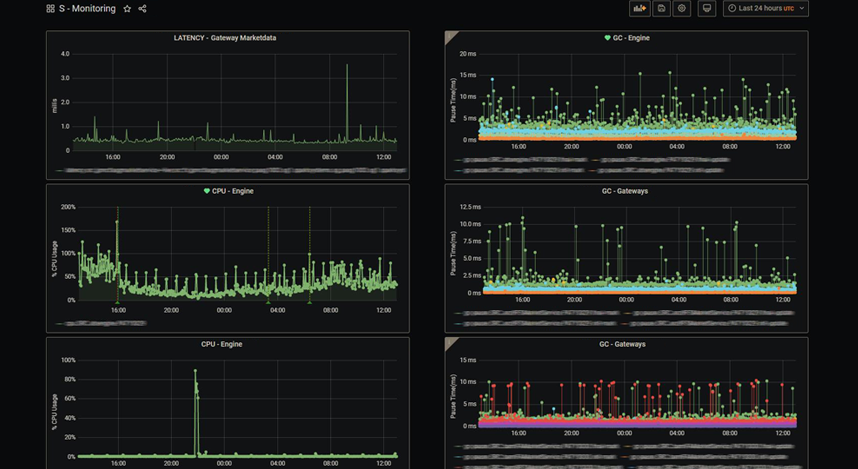 S - Monitoring
Last 24 hours UTC
LATENCY - Gateway Marketdata
4.0
3.0
2.0
1.0
0
millis
16:00 20:00 00:00 04:00 08:00 12:00
GC - Engine
20 ms
15 ms
10 ms
5 ms
0 ms
Pause Time(ms)
16:00 20:00 00:00 04:00 08:00 12:00
CPU - Engine
200%
150%
100%
50%
0%
% CPU Usage
16:00 20:00 00:00 04:00 08:00 12:00
GC - Gateways
12.5 ms
10.0 ms
7.5 ms
5.0 ms
2.5 ms
0 ms
Pause Time(ms)
16:00 20:00 00:00 04:00 08:00 12:00
CPU - Engine
100%
80%
60%
40%
20%
0%
% CPU Usage
16:00 20:00 00:00 04:00 08:00 12:00
GC - Gateways
15 ms
10 ms
5 ms
0 ms
Pause Time(ms)
16:00 20:00 00:00 04:00 08:00 12:00